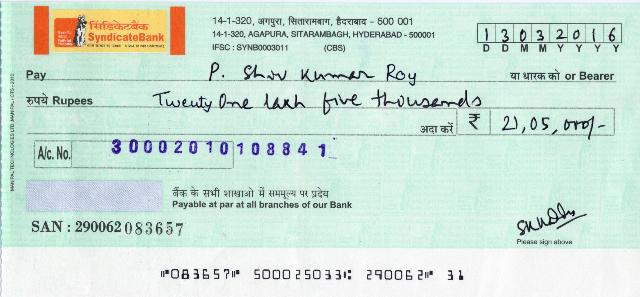 सिंडिकेटबैंक
SyndicateBank
14-1-320, अगपुरा, सितारामबाग, हैदराबाद - 500 001
14-1-320, AGAPURA, SITARAMBAGH, HYDERABAD - 500001
IFSC : SYNB0003011 (CBS)
1 3 0 3 2 0 1 6
D D M M Y Y Y Y
Pay P. Shiv Kumar Roy या धारक को or Bearer
रुपये Rupees Twenty One lakh five thousands
अदा करें ₹ 21,05,000/-
A/c. No. 30002010108841
बैंक के सभी शाखाओं में सममूल्य पर प्रदेय
Payable at par at all branches of our Bank
SAN : 290062 083657
Please sign above
⑈083657⑈ 500025033⑆ 290062⑈ 31